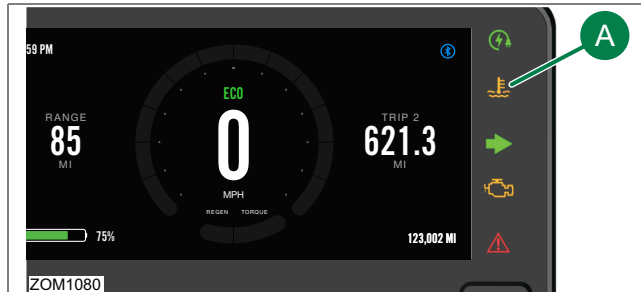 A
59 PM
ECO
RANGE
85
MI
0
TRIP 2
621.3
MI
MPH
REGEN TORQUE
75%
123,002 MI
ZOM1080